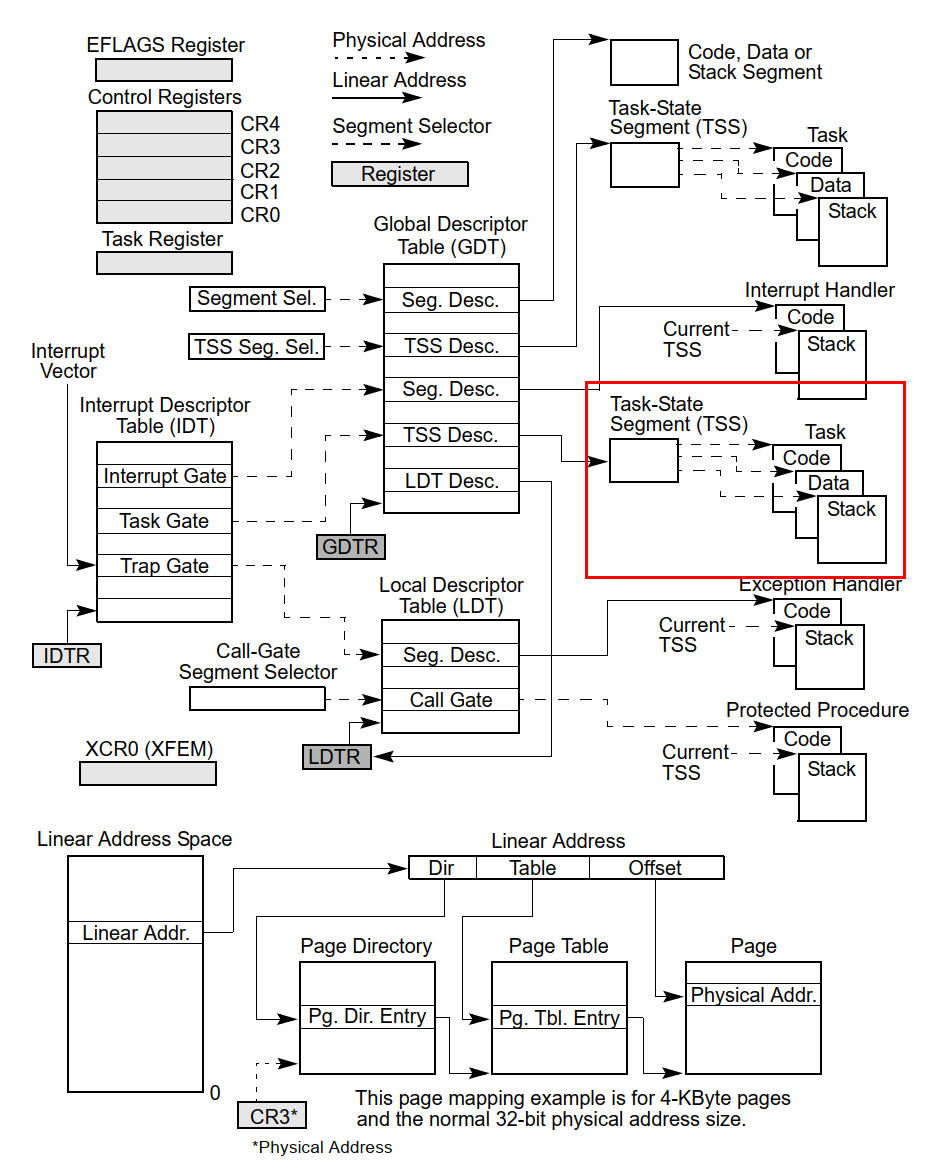 EFLAGS Register
Control Registers
CR4
CR3
CR2
CR1
CR0
Task Register
Physical Address
Linear Address
Segment Selector
Register
Code, Data or
Stack Segment
Task-State
Segment (TSS)
Task
Code
Data
Stack
Global Descriptor
Table (GDT)
Segment Sel.
Seg. Desc.
TSS Seg. Sel.
TSS Desc.
Seg. Desc.
TSS Desc.
LDT Desc.
GDTR
Interrupt Handler
Code
Current
TSS
Stack
Interrupt
Vector
Interrupt Descriptor
Table (IDT)
Interrupt Gate
Task Gate
Trap Gate
IDTR
Task-State
Segment (TSS)
Task
Code
Data
Stack
Local Descriptor
Table (LDT)
Call-Gate
Segment Selector
Seg. Desc.
Call Gate
LDTR
Exception Handler
Code
Current
TSS
Stack
Protected Procedure
Code
Current
TSS
Stack
XCR0 (XFEM)
Linear Address Space
Linear Addr.
0
Linear Address
Dir
Table
Offset
Page Directory
Pg. Dir. Entry
Page Table
Pg. Tbl. Entry
Page
Physical Addr.
CR3*
*Physical Address
This page mapping example is for 4-KByte pages
and the normal 32-bit physical address size.